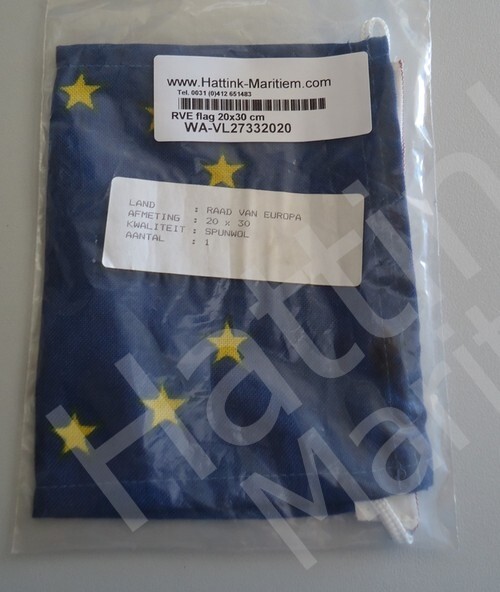 www.Hattink-Maritiem.com
Tel. 0031 (0)412 651483
RVE flag 20x30 cm
WA-VL27332020
LAND : RAAD VAN EUROPA
AFMETING : 20 x 30
KWALITEIT : SPUNWOL
AANTAL : 1
Hattink
Marit